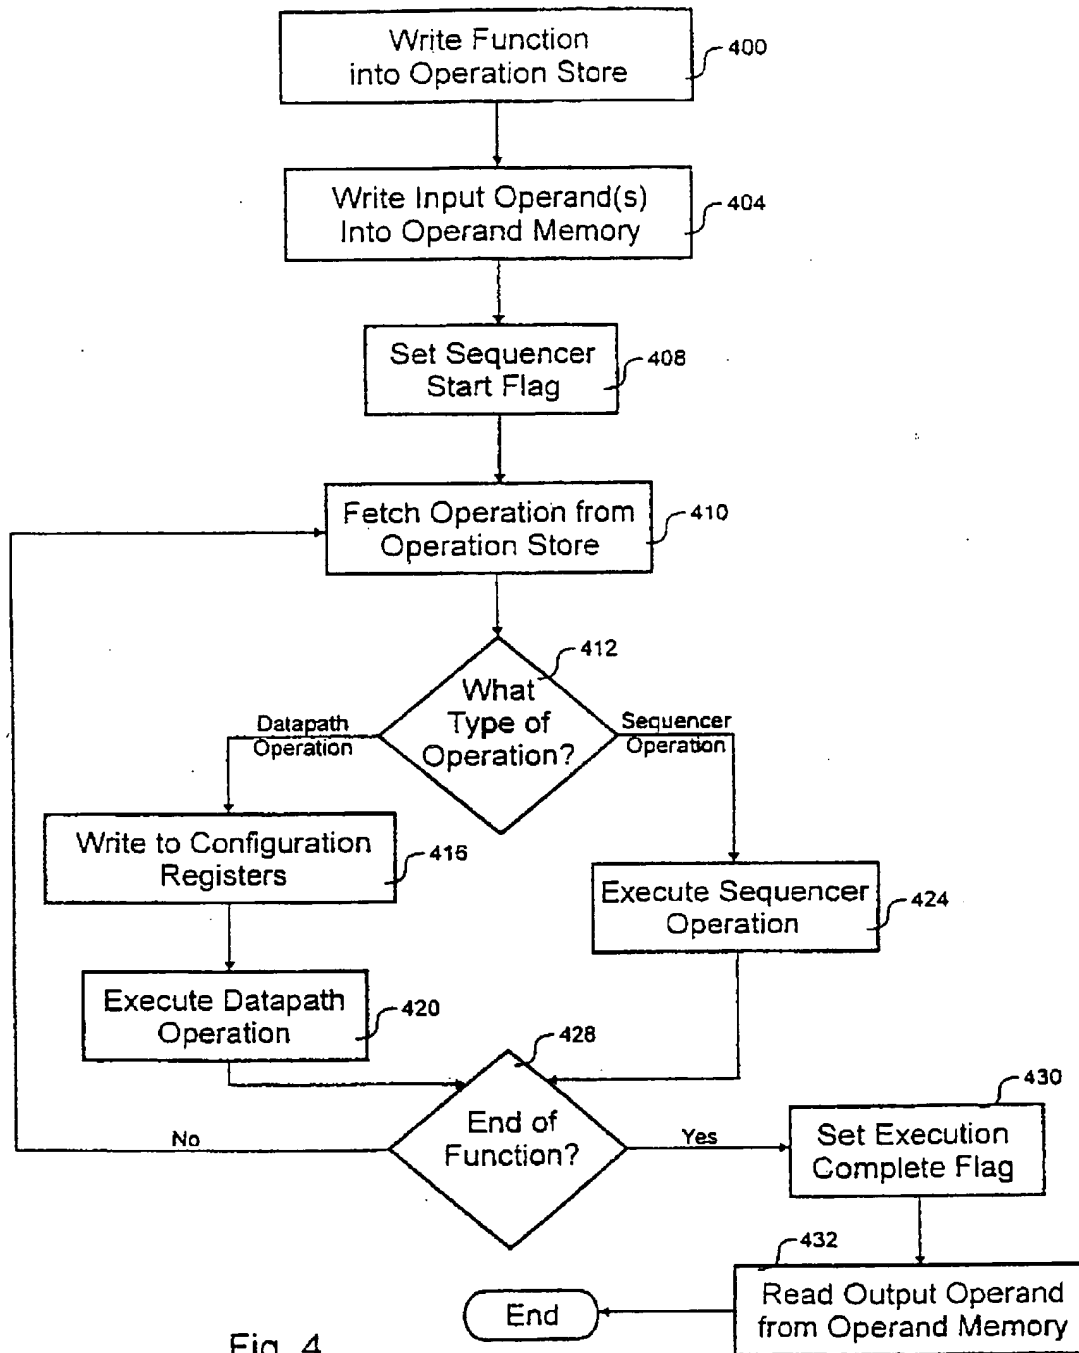 Write Function
into Operation Store
400
Write Input Operand(s)
Into Operand Memory
404
Set Sequencer
Start Flag
408
Fetch Operation from
Operation Store
410
412
What
Type of
Operation?
Datapath
Operation
Sequencer
Operation
Write to Configuration
Registers
416
Execute Sequencer
Operation
424
Execute Datapath
Operation
420
428
End of
Function?
No
Yes
430
Set Execution
Complete Flag
432
Read Output Operand
from Operand Memory
End
Fig. 4